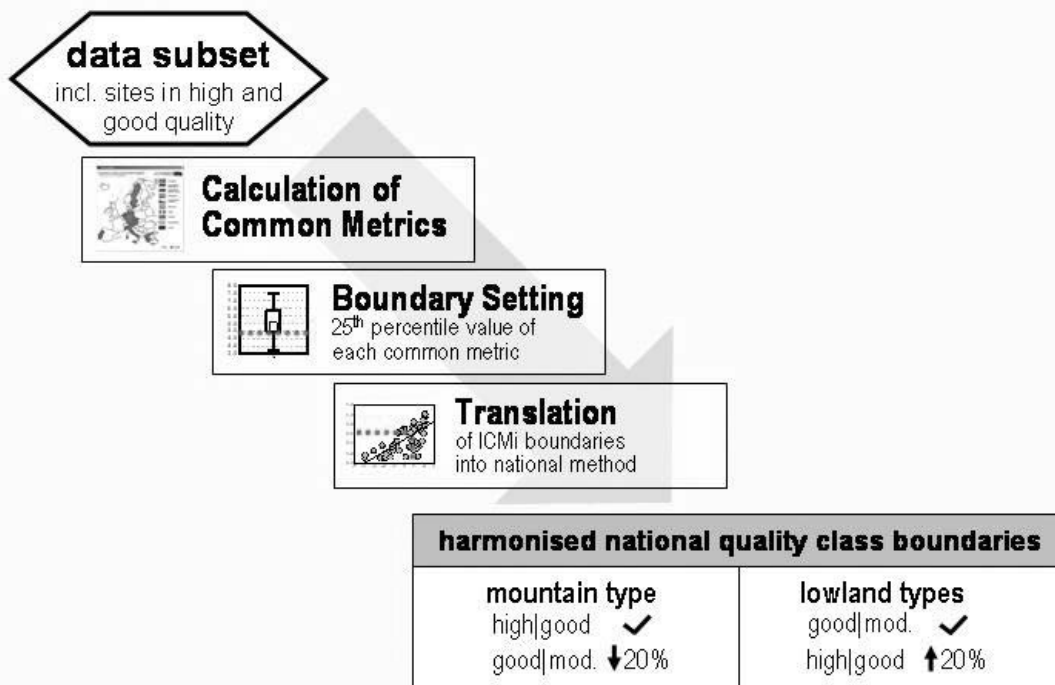 data subset
incl. sites in high and
good quality
Calculation of
Common Metrics
Boundary Setting
25th percentile value of
each common metric
Translation
of ICMi boundaries
into national method
harmonised national quality class boundaries
mountain type
high|good ✓
good|mod. ↓20%
lowland types
good|mod. ✓
high|good ↑20%